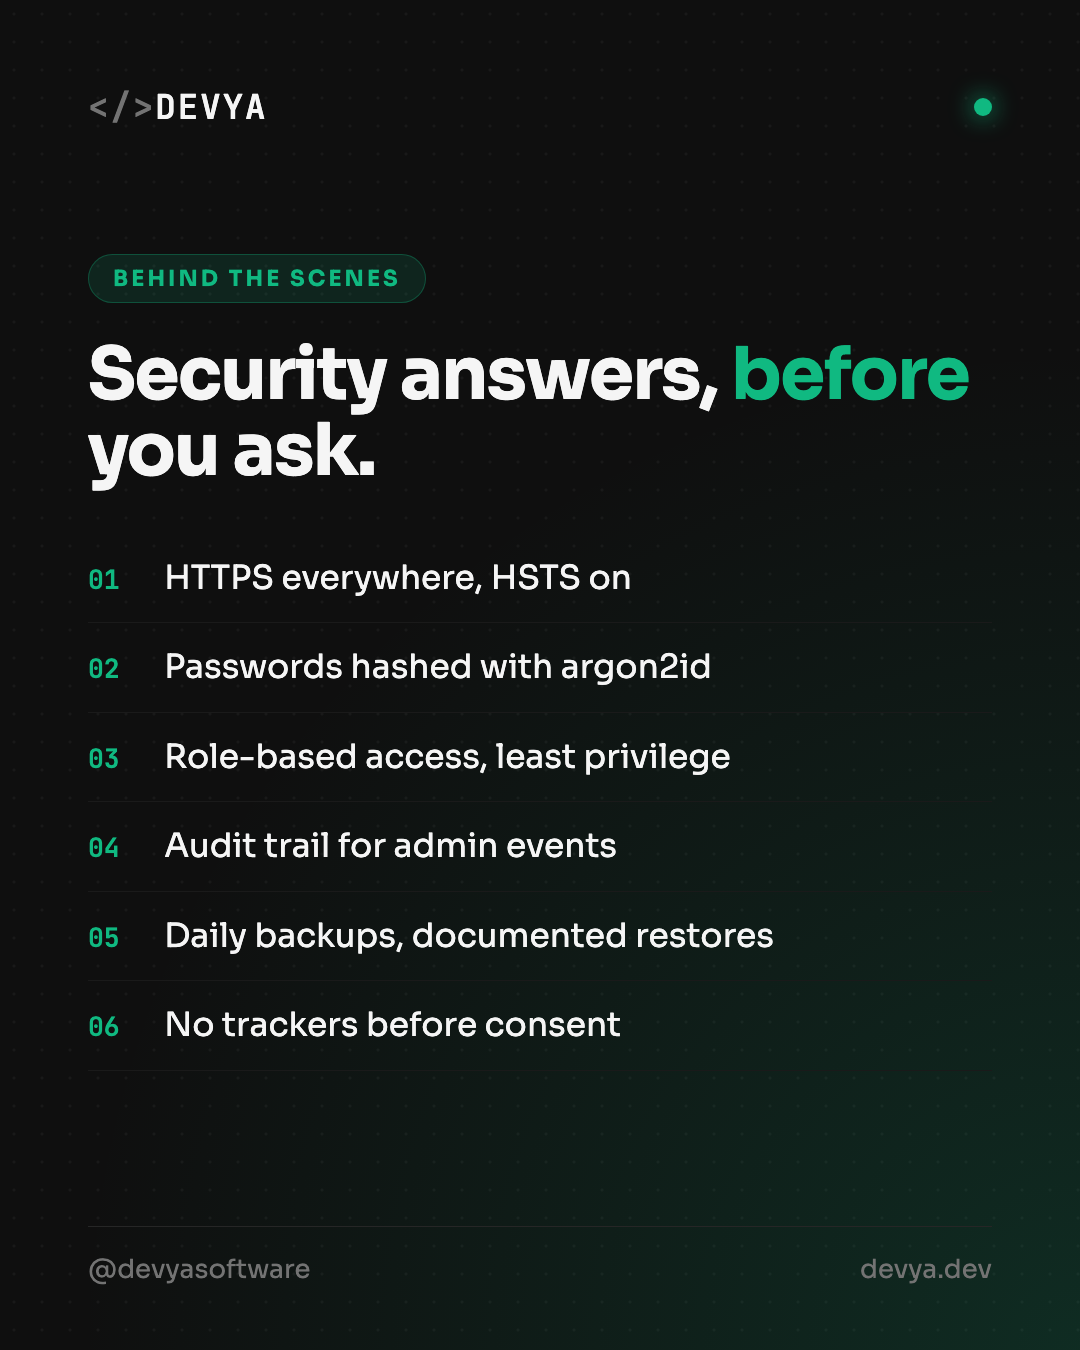 </>DEVYA
BEHIND THE SCENES
Security answers, before
you ask.
01 HTTPS everywhere, HSTS on
02 Passwords hashed with argon2id
03 Role-based access, least privilege
04 Audit trail for admin events
05 Daily backups, documented restores
06 No trackers before consent
@devyasoftware devya.dev